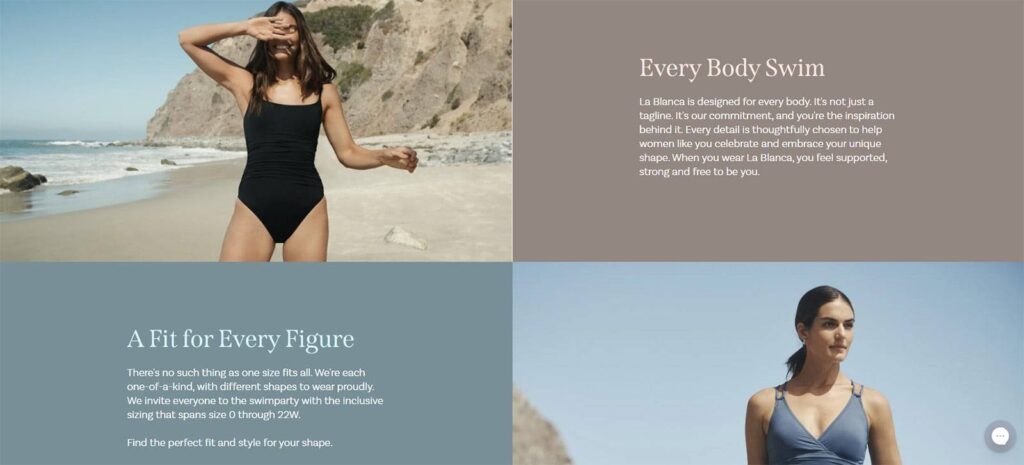 Every Body Swim
La Blanca is designed for every body. It's not just a
tagline. It's our commitment, and you're the inspiration
behind it. Every detail is thoughtfully chosen to help
women like you celebrate and embrace your unique
shape. When you wear La Blanca, you feel supported,
strong and free to be you.
A Fit for Every Figure
There's no such thing as one size fits all. We're each
one-of-a-kind, with different shapes to wear proudly.
We invite everyone to the swimparty with the inclusive
sizing that spans size 0 through 22W.
Find the perfect fit and style for your shape.